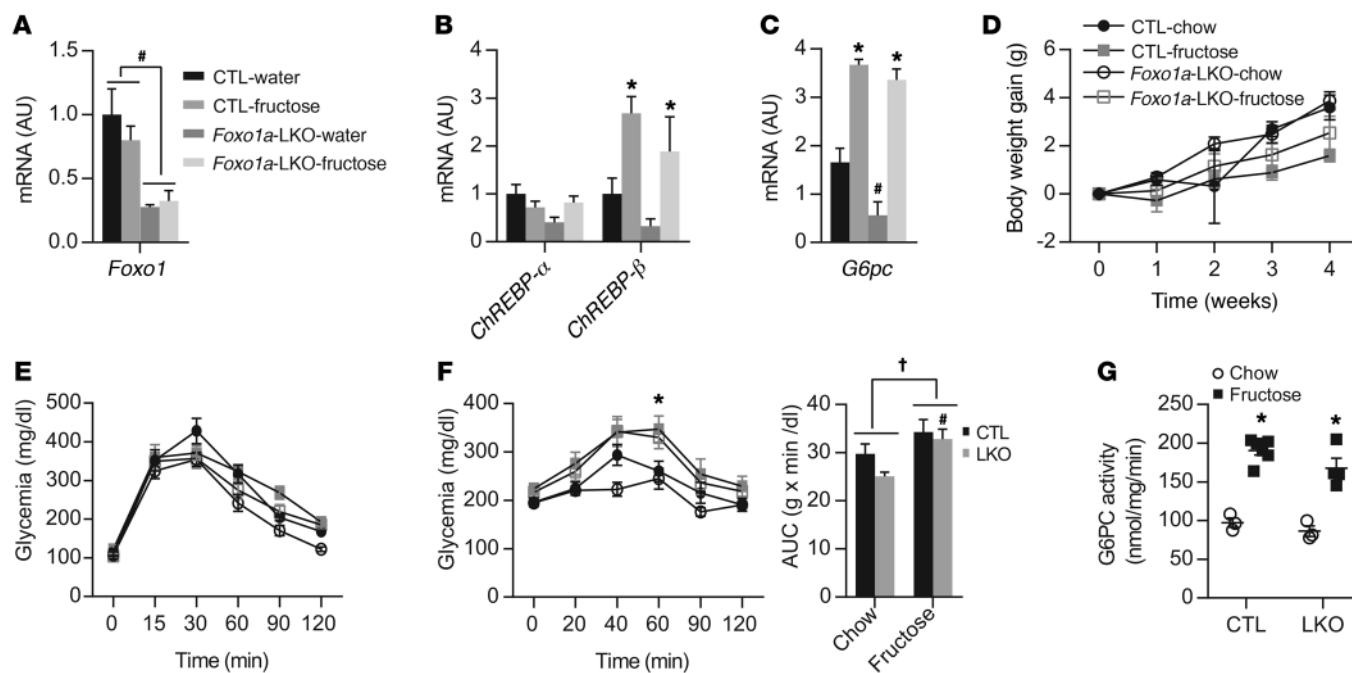 A
mRNA (AU)
1.5
1.0
0.5
0.0
#
Foxo1
CTL-water
CTL-fructose
Foxo1a-LKO-water
Foxo1a-LKO-fructose
B
mRNA (AU)
4
3
2
1
0
*
*
ChREBP-α
ChREBP-β
C
mRNA (AU)
4
3
2
1
0
*
#
*
G6pc
D
CTL-chow
CTL-fructose
Foxo1a-LKO-chow
Foxo1a-LKO-fructose
Body weight gain (g)
6
4
2
0
-2
0 1 2 3 4
Time (weeks)
E
Glycemia (mg/dl)
500
400
300
200
100
0 15 30 60 90 120
Time (min)
F
Glycemia (mg/dl)
400
300
200
100
0
*
0 20 40 60 90 120
Time (min)
AUC (g x min /dl)
40
30
20
10
0
†
#
CTL
LKO
Chow
Fructose
G
Chow
Fructose
G6PC activity
(nmol/mg/min)
250
200
150
100
50
0
*
*
CTL LKO